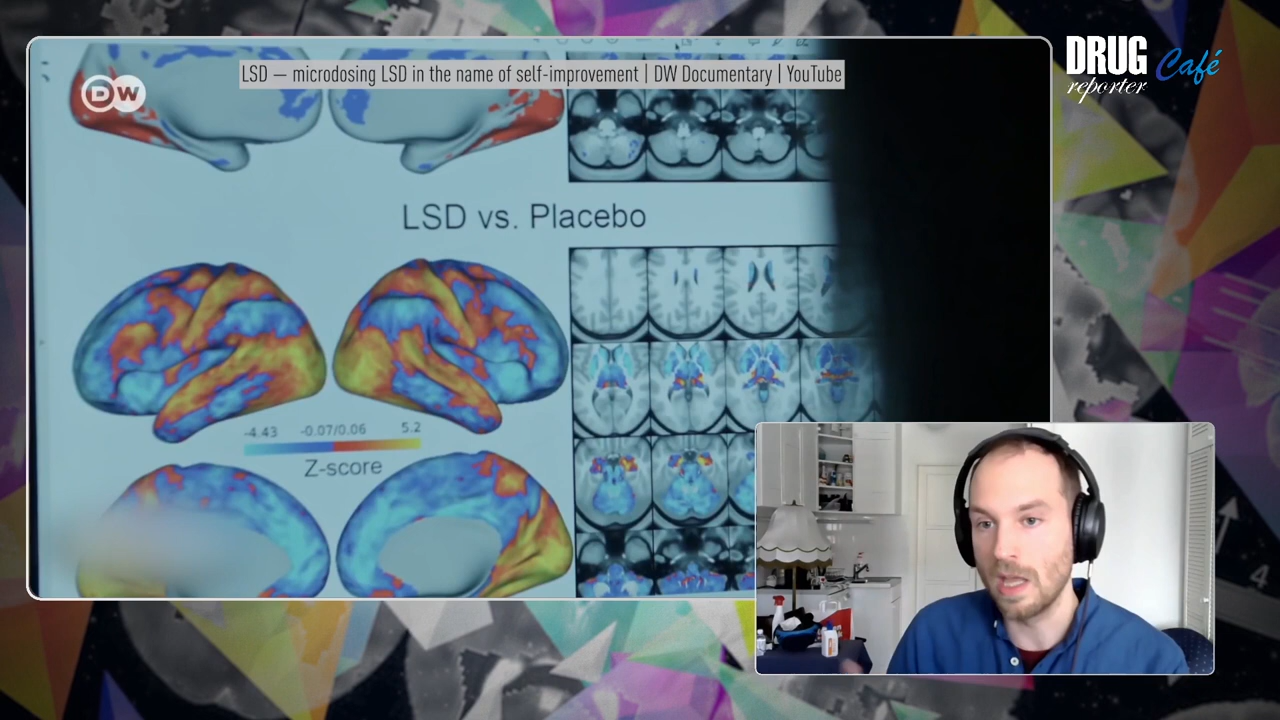 LSD — microdosing LSD in the name of self-improvement | DW Documentary | YouTube
DW
DRUG
reporter
Café
LSD vs. Placebo
-4.43 -0.07/0.06 5.2
Z-score
4